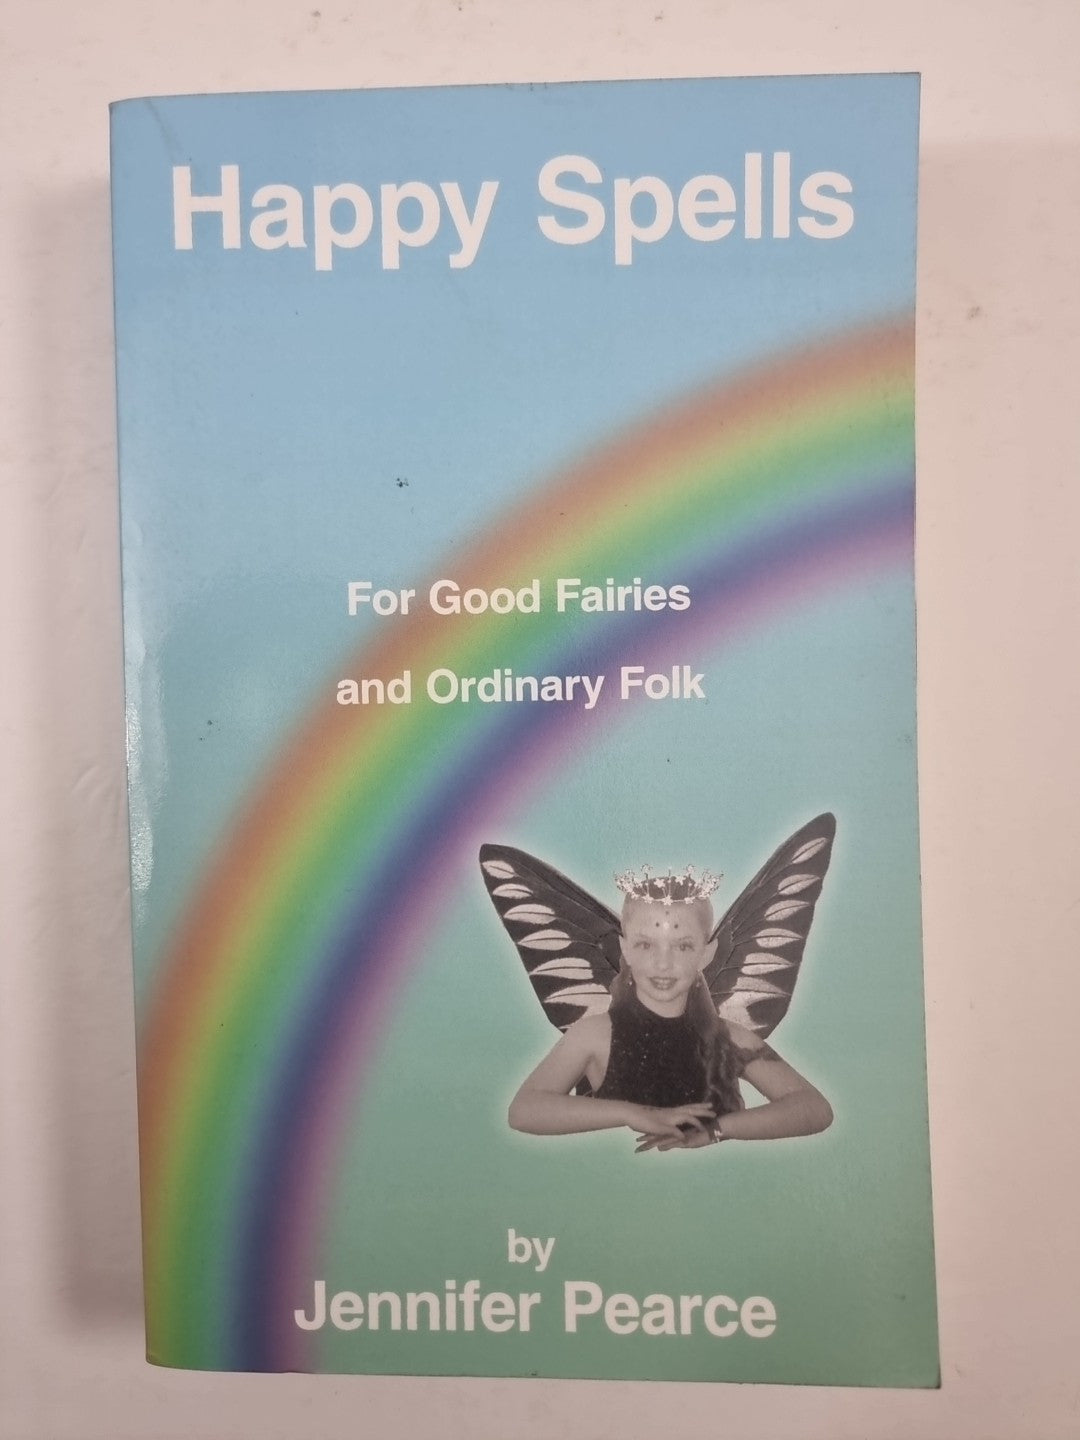 Happy Spells
For Good Fairies
and Ordinary Folk
by
Jennifer Pearce